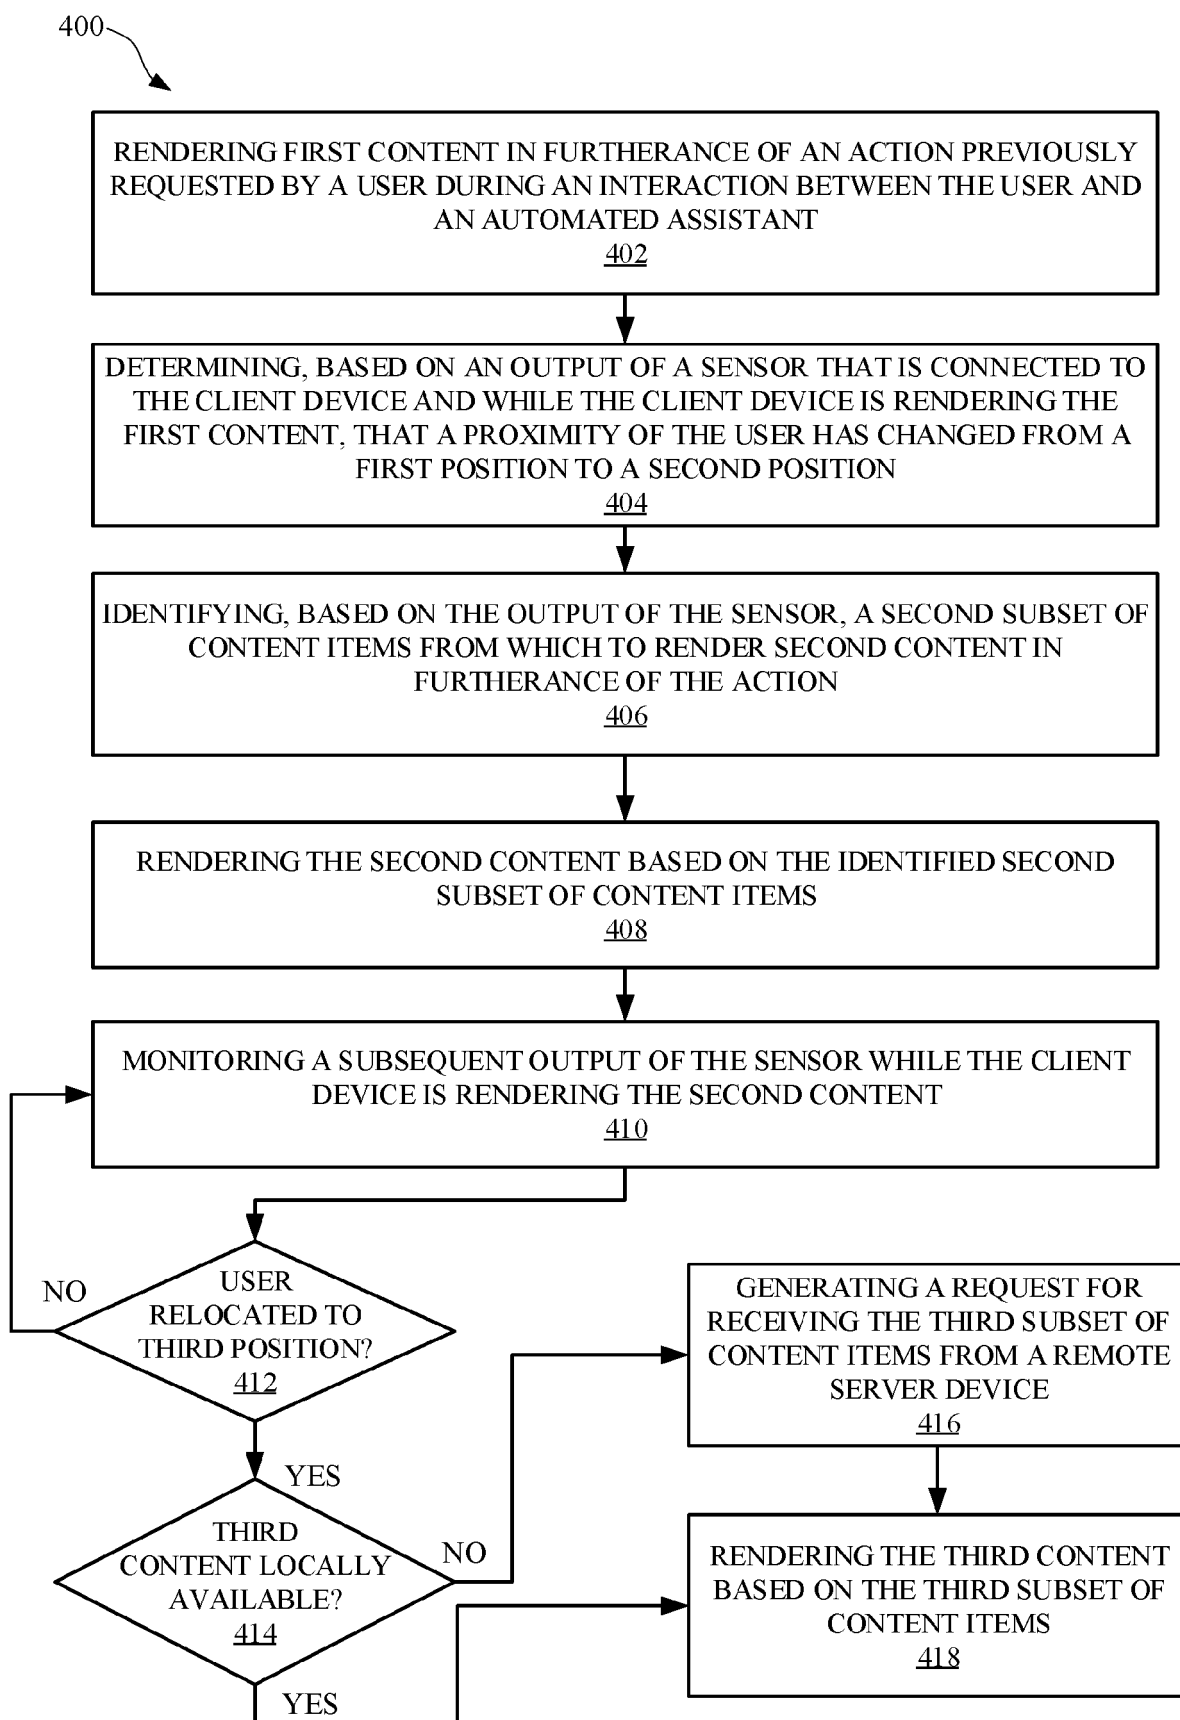 400
RENDERING FIRST CONTENT IN FURTHERANCE OF AN ACTION PREVIOUSLY
REQUESTED BY A USER DURING AN INTERACTION BETWEEN THE USER AND
AN AUTOMATED ASSISTANT
402
DETERMINING, BASED ON AN OUTPUT OF A SENSOR THAT IS CONNECTED TO
THE CLIENT DEVICE AND WHILE THE CLIENT DEVICE IS RENDERING THE
FIRST CONTENT, THAT A PROXIMITY OF THE USER HAS CHANGED FROM A
FIRST POSITION TO A SECOND POSITION
404
IDENTIFYING, BASED ON THE OUTPUT OF THE SENSOR, A SECOND SUBSET OF
CONTENT ITEMS FROM WHICH TO RENDER SECOND CONTENT IN
FURTHERANCE OF THE ACTION
406
RENDERING THE SECOND CONTENT BASED ON THE IDENTIFIED SECOND
SUBSET OF CONTENT ITEMS
408
MONITORING A SUBSEQUENT OUTPUT OF THE SENSOR WHILE THE CLIENT
DEVICE IS RENDERING THE SECOND CONTENT
410
NO
USER
RELOCATED TO
THIRD POSITION?
412
YES
THIRD
CONTENT LOCALLY
AVAILABLE?
414
NO
YES
GENERATING A REQUEST FOR
RECEIVING THE THIRD SUBSET OF
CONTENT ITEMS FROM A REMOTE
SERVER DEVICE
416
RENDERING THE THIRD CONTENT
BASED ON THE THIRD SUBSET OF
CONTENT ITEMS
418